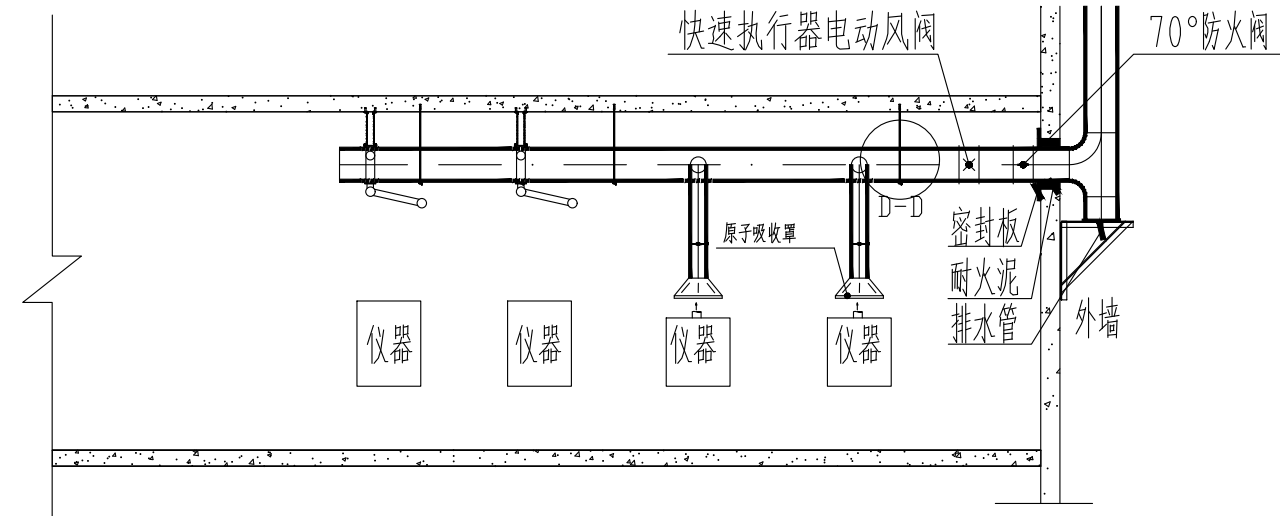 快速执行器电动风阀
70°防火阀
D-D
原子吸收罩
密封板
耐火泥
排水管
外墙
仪器
仪器
仪器
仪器